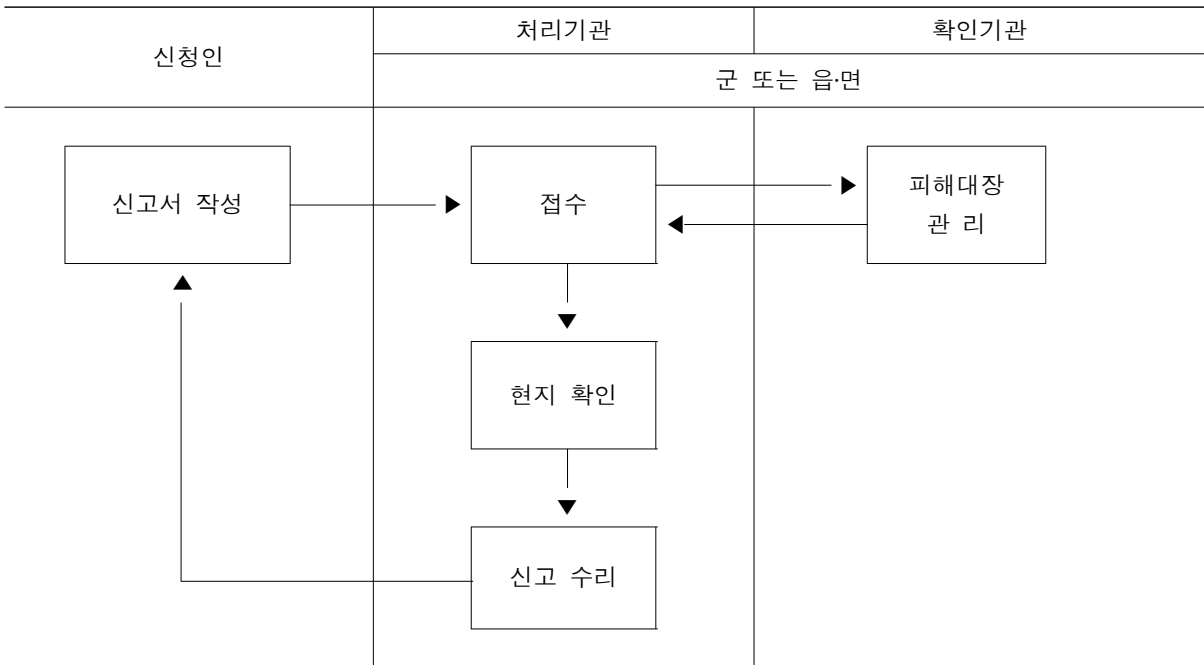 신청인
처리기관
확인기관
군 또는 읍·면
신고서 작성
접수
피해대장
관 리
현지 확인
신고 수리